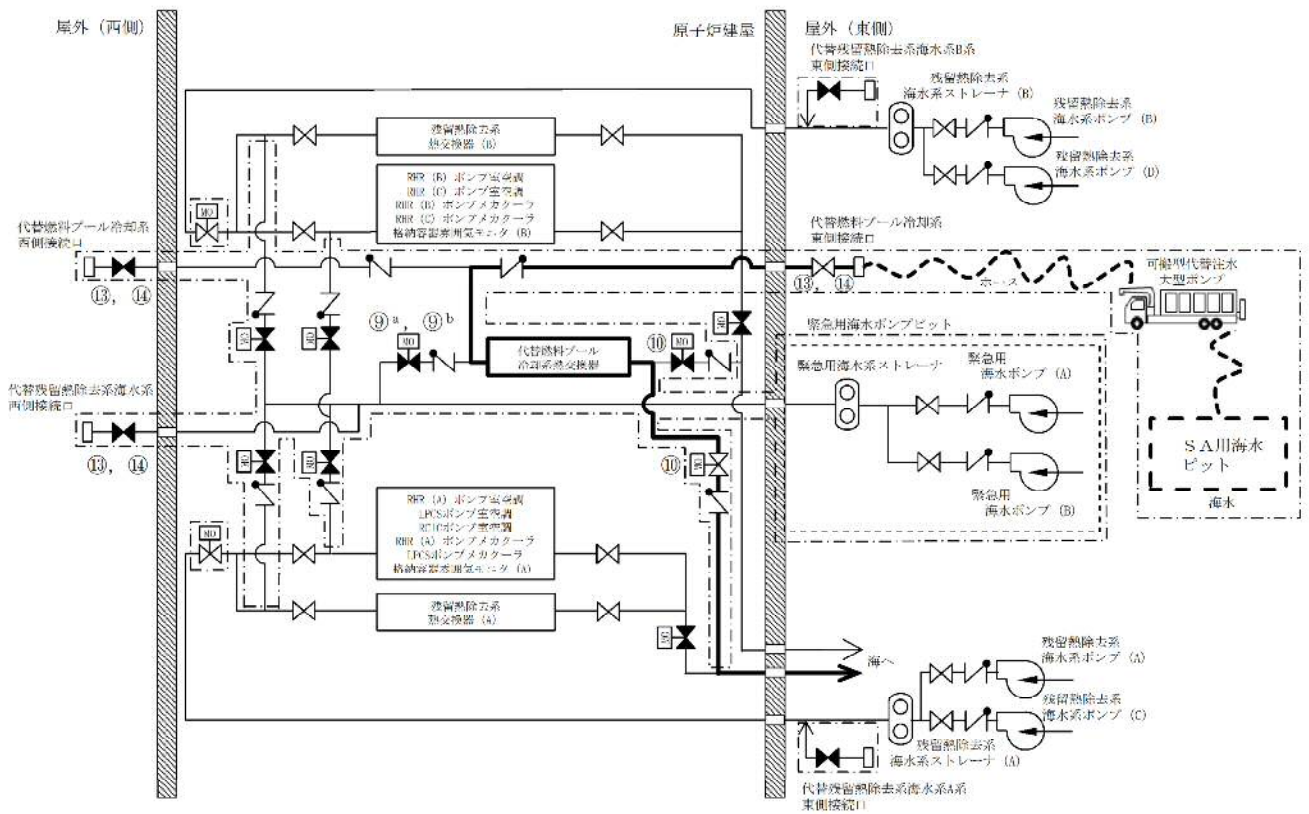 屋外(西側)
原子炉建屋
屋外(東側)
代替残留熱除去系海水系B系
東側接続口
残留熱除去系
海水系ストレーナ(B)
残留熱除去系
海水系ポンプ(B)
残留熱除去系
海水系ポンプ(D)
残留熱除去系
熱交換器(B)
RHR(B)ポンプ室空調
RHR(C)ポンプ室空調
RHR(B)ポンプメカクーラ
RHR(C)ポンプメカクーラ
格納容器雰囲気モニタ(B)
MO
代替燃料プール冷却系
西側接続口
⑬, ⑭
代替燃料プール冷却系
東側接続口
⑬, ⑭
ホース
可搬型代替注水
大型ポンプ
MO
緊急用海水ポンプピット
⑨a, ⑨b
MO
代替燃料プール
冷却系熱交換器
⑩
MO
MO
MO
緊急用海水系ストレーナ
緊急用
海水ポンプ(A)
代替残留熱除去系海水系
西側接続口
⑬, ⑭
SA用海水
ピット
海水
MO
MO
⑩
MO
緊急用
海水ポンプ(B)
RHR(A)ポンプ室空調
LPCSポンプ室空調
RCICポンプ室空調
RHR(A)ポンプメカクーラ
LPCSポンプメカクーラ
格納容器雰囲気モニタ(A)
MO
残留熱除去系
熱交換器(A)
MO
海へ
残留熱除去系
海水系ポンプ(A)
残留熱除去系
海水系ポンプ(C)
残留熱除去系
海水系ストレーナ(A)
代替残留熱除去系海水系A系
東側接続口